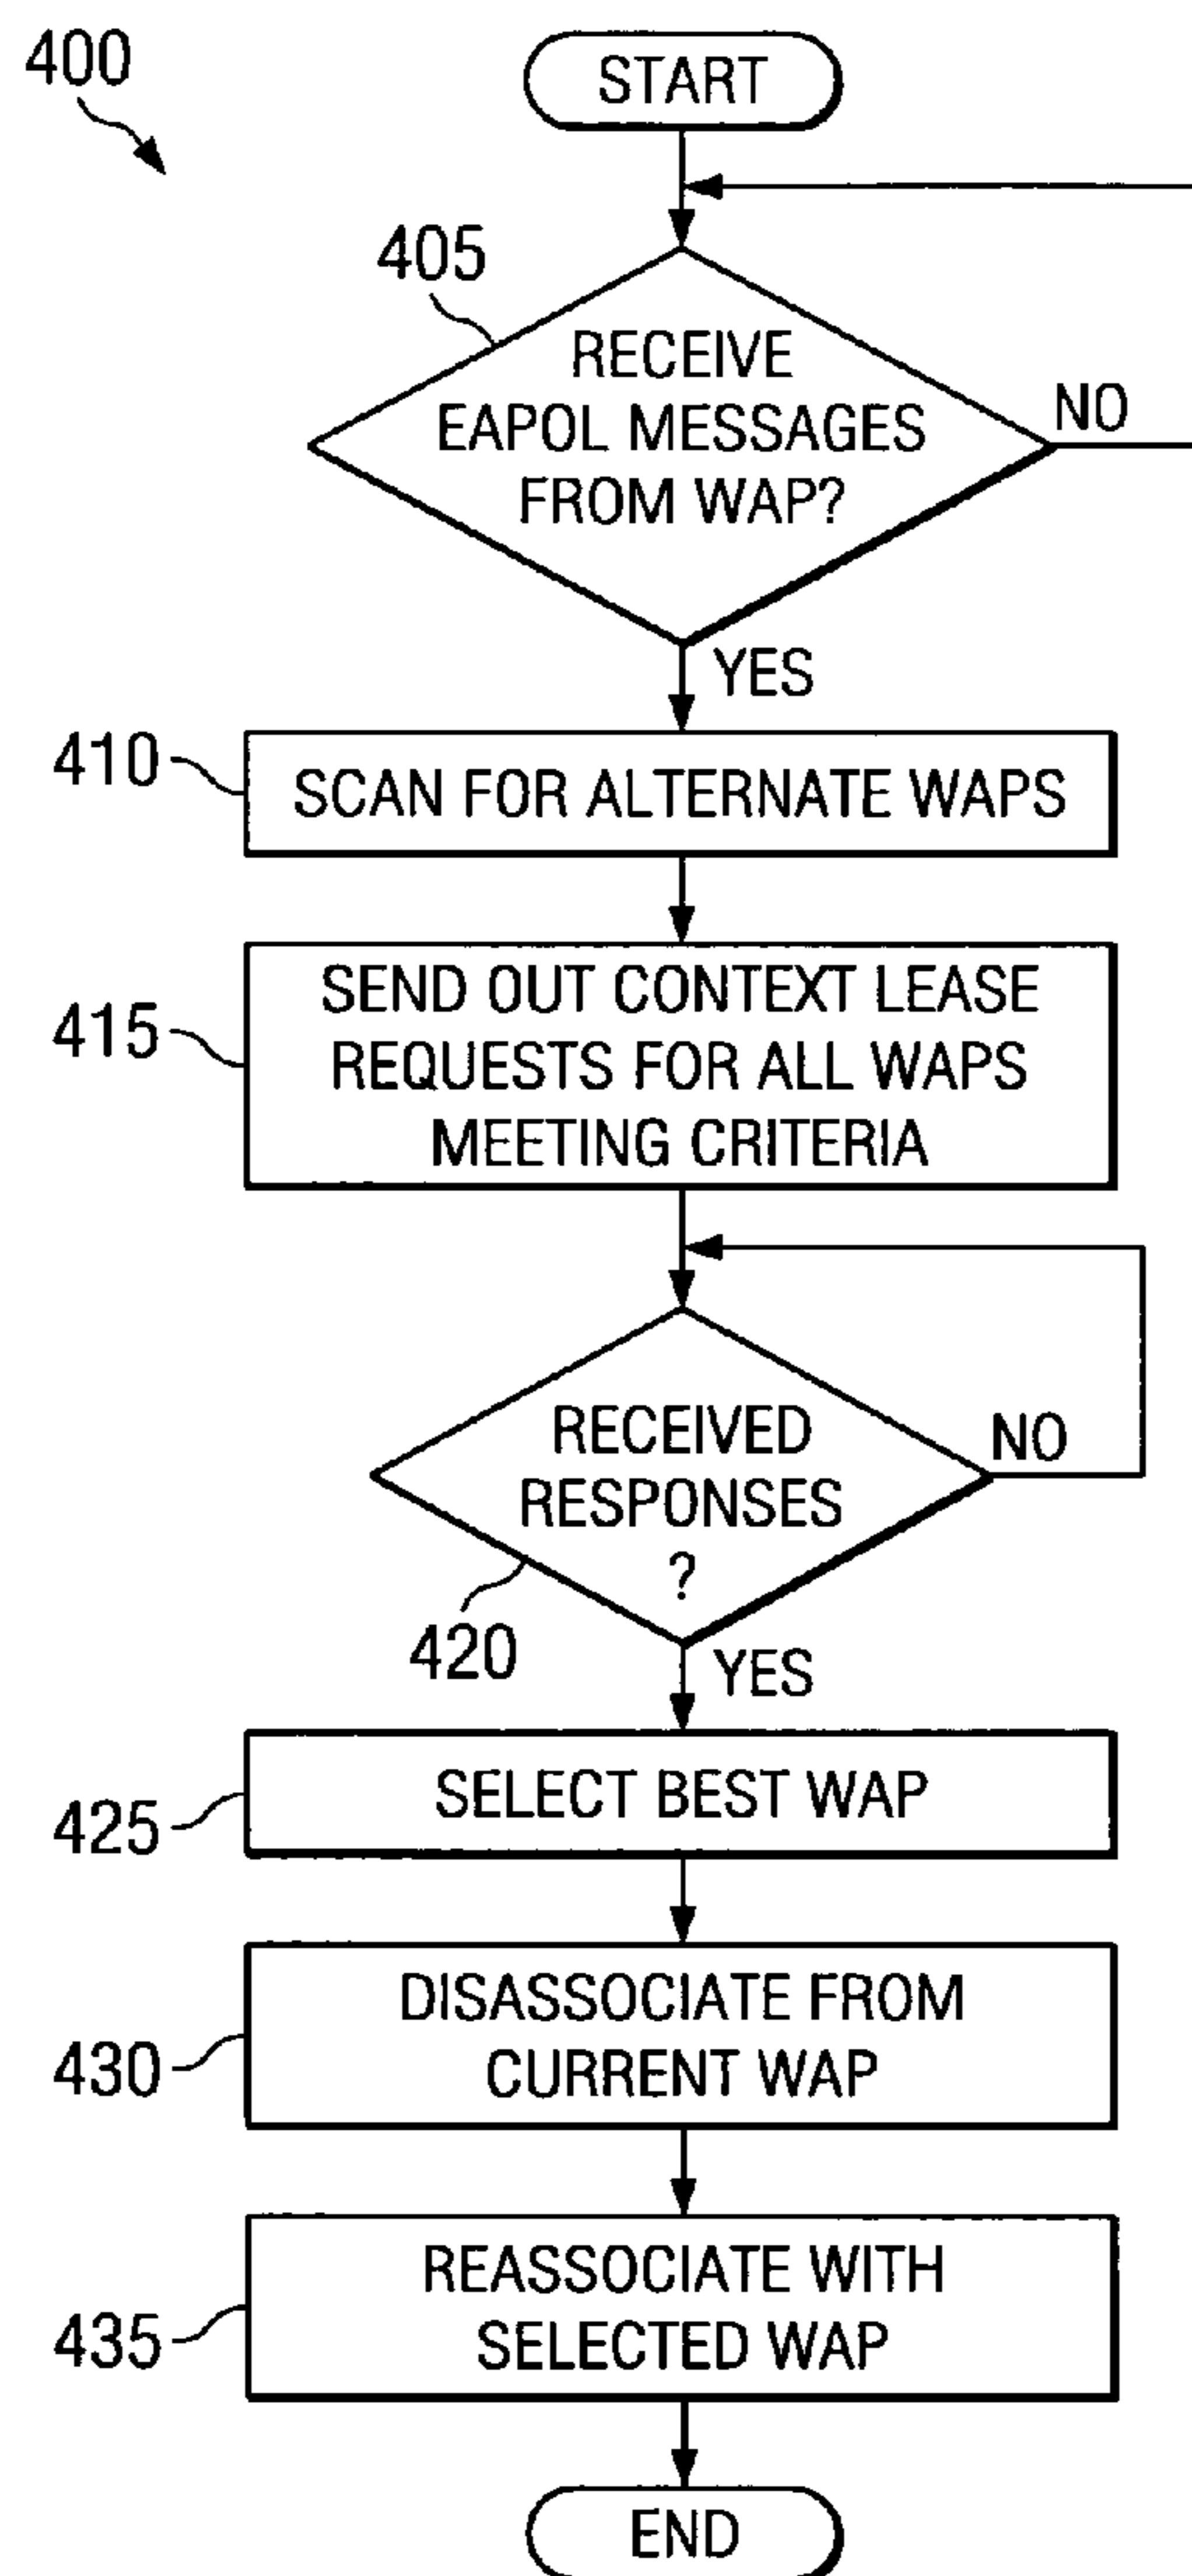 400
START
405
RECEIVE
EAPOL MESSAGES
FROM WAP?
NO
YES
410
SCAN FOR ALTERNATE WAPS
415
SEND OUT CONTEXT LEASE
REQUESTS FOR ALL WAPS
MEETING CRITERIA
RECEIVED
RESPONSES
?
NO
420
YES
425
SELECT BEST WAP
430
DISASSOCIATE FROM
CURRENT WAP
435
REASSOCIATE WITH
SELECTED WAP
END